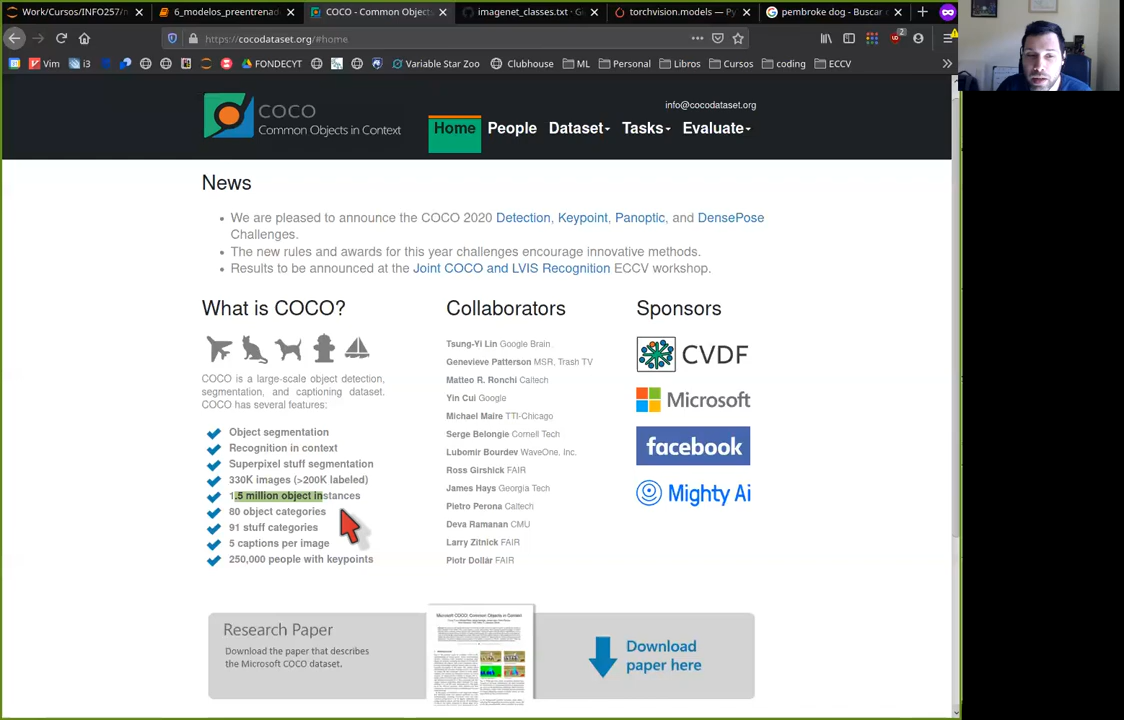 Work/Cursos/INFO257/n
6_modelos_preentrenad
COCO - Common Objects
imagenet_classes.txt · G
torchvision.models — Py
pembroke dog - Buscar c
https://cocodataset.org/#home
2
Vim
i3
FONDECYT
Variable Star Zoo
Clubhouse
ML
Personal
Libros
Cursos
coding
ECCV
COCO
Common Objects in Context
info@cocodataset.org
Home
People
Dataset
Tasks
Evaluate
News
We are pleased to announce the COCO 2020 Detection, Keypoint, Panoptic, and DensePose
Challenges.
The new rules and awards for this year challenges encourage innovative methods.
Results to be announced at the Joint COCO and LVIS Recognition ECCV workshop.
What is COCO?
COCO is a large-scale object detection,
segmentation, and captioning dataset.
COCO has several features:
Object segmentation
Recognition in context
Superpixel stuff segmentation
330K images (>200K labeled)
1.5 million object instances
80 object categories
91 stuff categories
5 captions per image
250,000 people with keypoints
Collaborators
Tsung-Yi Lin Google Brain
Genevieve Patterson MSR, Trash TV
Matteo R. Ronchi Caltech
Yin Cui Google
Michael Maire TTI-Chicago
Serge Belongie Cornell Tech
Lubomir Bourdev WaveOne, Inc.
Ross Girshick FAIR
James Hays Georgia Tech
Pietro Perona Caltech
Deva Ramanan CMU
Larry Zitnick FAIR
Piotr Dollár FAIR
Sponsors
CVDF
Microsoft
facebook
Mighty Ai
Research Paper
Download the paper that describes
the Microsoft COCO dataset.
Microsoft COCO: Common Objects in Context
Download
paper here